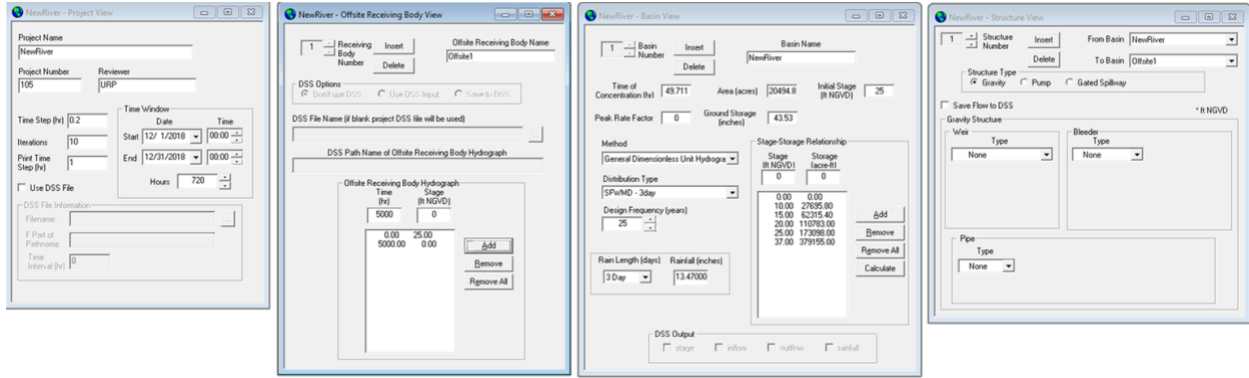 NewRiver - Project View
Project Name
NewRiver
Project Number Reviewer
105 URP
Time Step (hr) 0.2
Iterations 10
Print Time Step (hr) 1
Time Window
Date Time
Start 12/ 1/2018 00:00
End 12/31/2018 00:00
Hours 720
Use DSS File
DSS File Information
Filename: ...
F Part of Pathname
Time Interval (hr) 0
NewRiver - Offsite Receiving Body View
1 Receiving Body Number Insert Delete
Offsite Receiving Body Name
Offsite1
DSS Options
Don't use DSS Use DSS Input Save to DSS
DSS File Name (if blank project DSS file will be used)
...
DSS Path Name of Offsite Receiving Body Hydrograph
Offsite Receiving Body Hydrograph
Time (hr) Stage (ft NGVD)
5000 0
0.00 25.00
5000.00 0.00
Add
Remove
Remove All
NewRiver - Basin View
1 Basin Number Insert Delete
Basin Name
NewRiver
Time of Concentration (hr) 49.711 Area (acres) 20494.8 Initial Stage (ft NGVD) 25
Peak Rate Factor 0 Ground Storage (inches) 43.53
Method
General Dimensionless Unit Hydrogra
Distribution Type
SFWMD - 3day
Design Frequency (years)
25
Rain Length (days) Rainfall (inches)
3 Day 13.47000
Stage-Storage Relationship
Stage (ft NGVD) Storage (acre-ft)
0 0
0.00 0.00
10.00 27695.80
15.00 62315.40
20.00 110783.00
25.00 173098.00
37.00 379155.00
Add
Remove
Remove All
Calculate
DSS Output
stage inflow outflow rainfall
NewRiver - Structure View
1 Structure Number Insert Delete
From Basin NewRiver
To Basin Offsite1
Structure Type
Gravity Pump Gated Spillway
Save Flow to DSS
* ft NGVD
Gravity Structure
Weir
Type
None
Bleeder
Type
None
Pipe
Type
None